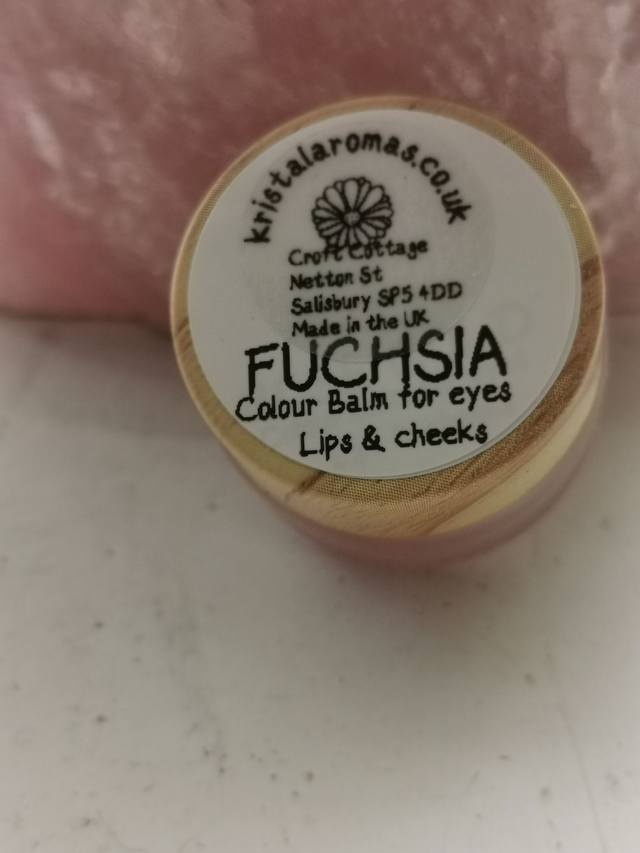 kristalaromas.co.uk
Croft Cottage
Netton St
Salisbury SP5 4DD
Made in the UK
FUCHSIA
Colour Balm for eyes
Lips & cheeks